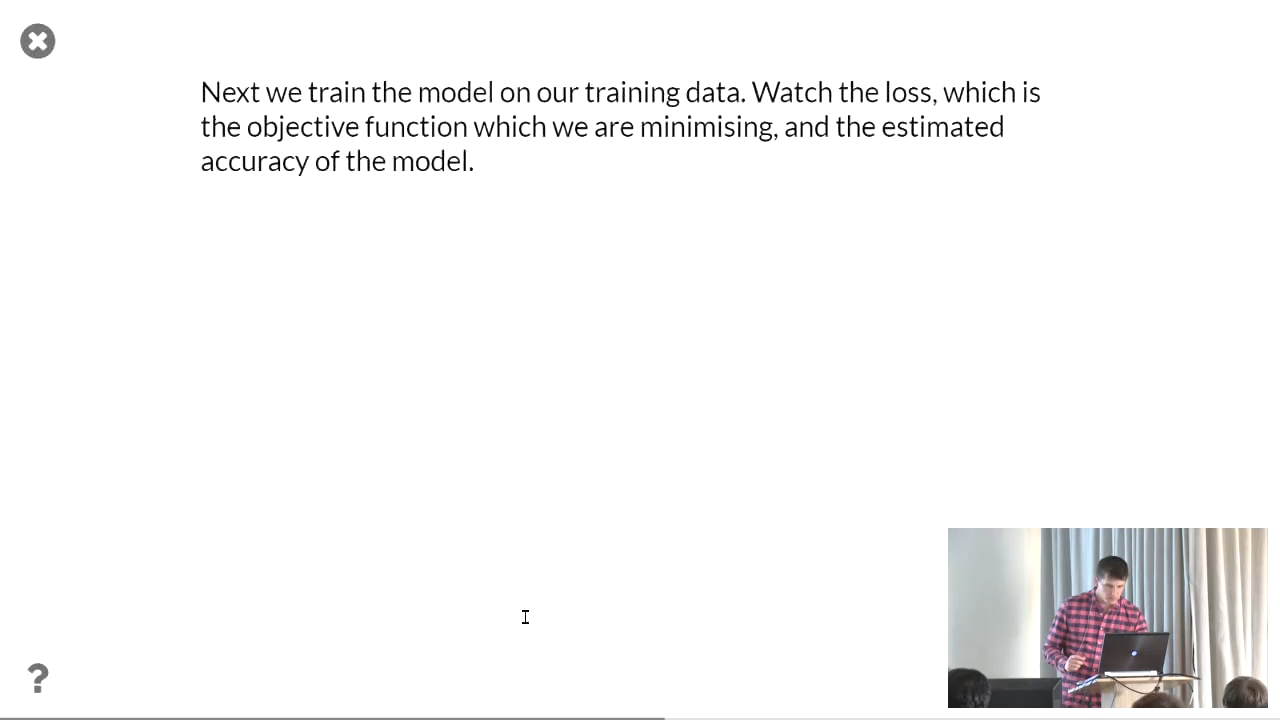 Next we train the model on our training data. Watch the loss, which is
the objective function which we are minimising, and the estimated
accuracy of the model.
?